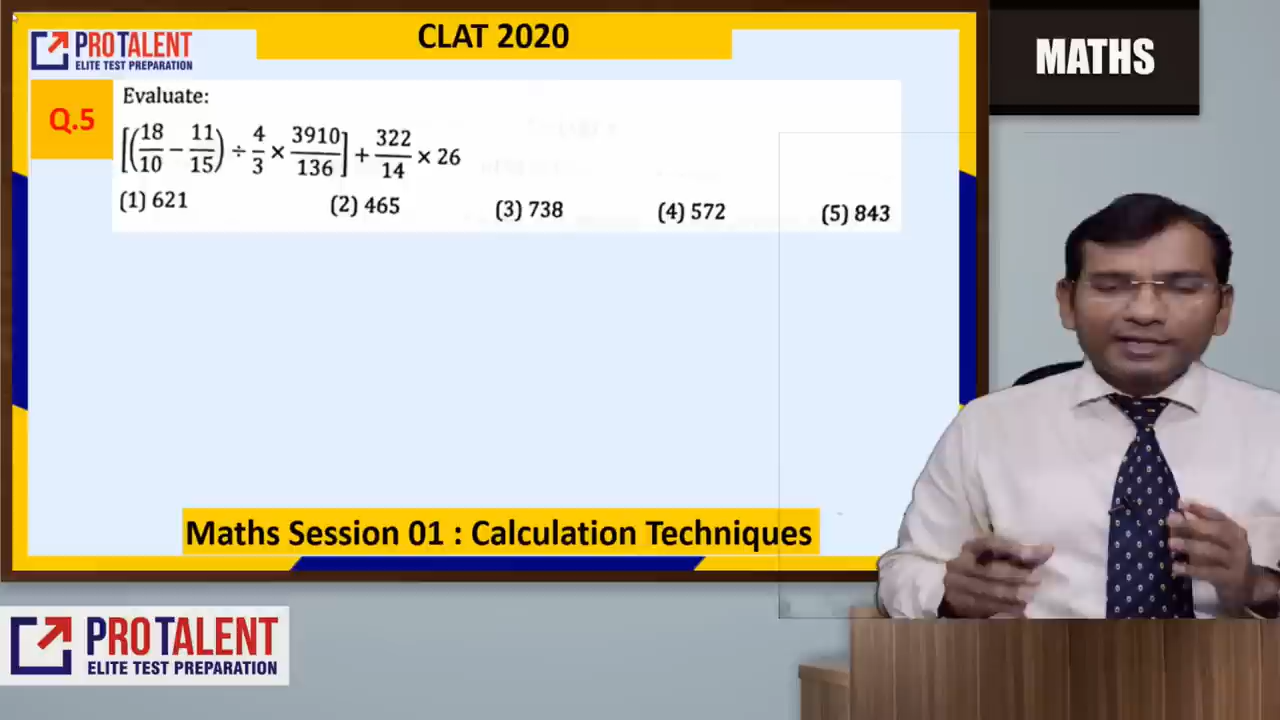 CLAT 2020
PROTALENT
ELITE TEST PREPARATION
MATHS
Q.5
Evaluate:
[(18/10 − 11/15) ÷ 4/3 × 3910/136] + 322/14 × 26
(1) 621 (2) 465 (3) 738 (4) 572 (5) 843
Maths Session 01 : Calculation Techniques
PROTALENT
ELITE TEST PREPARATION